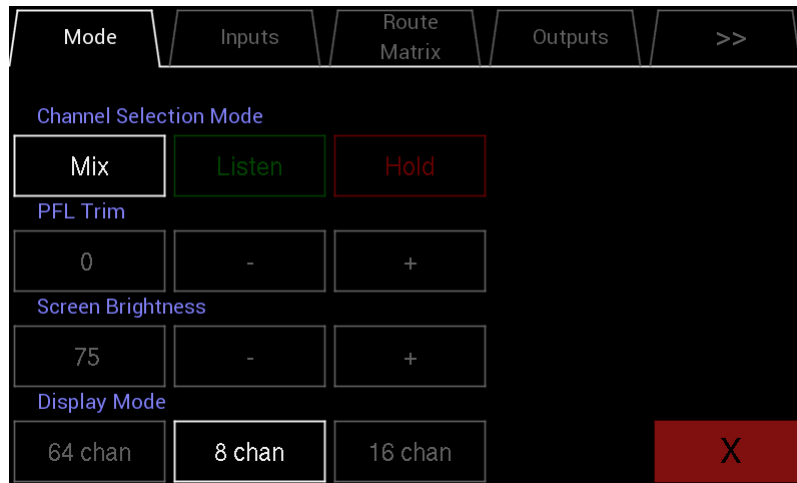 Mode
Inputs
Route
Matrix
Outputs
>>
Channel Selection Mode
Mix
Listen
Hold
PFL Trim
0
-
+
Screen Brightness
75
-
+
Display Mode
64 chan
8 chan
16 chan
X